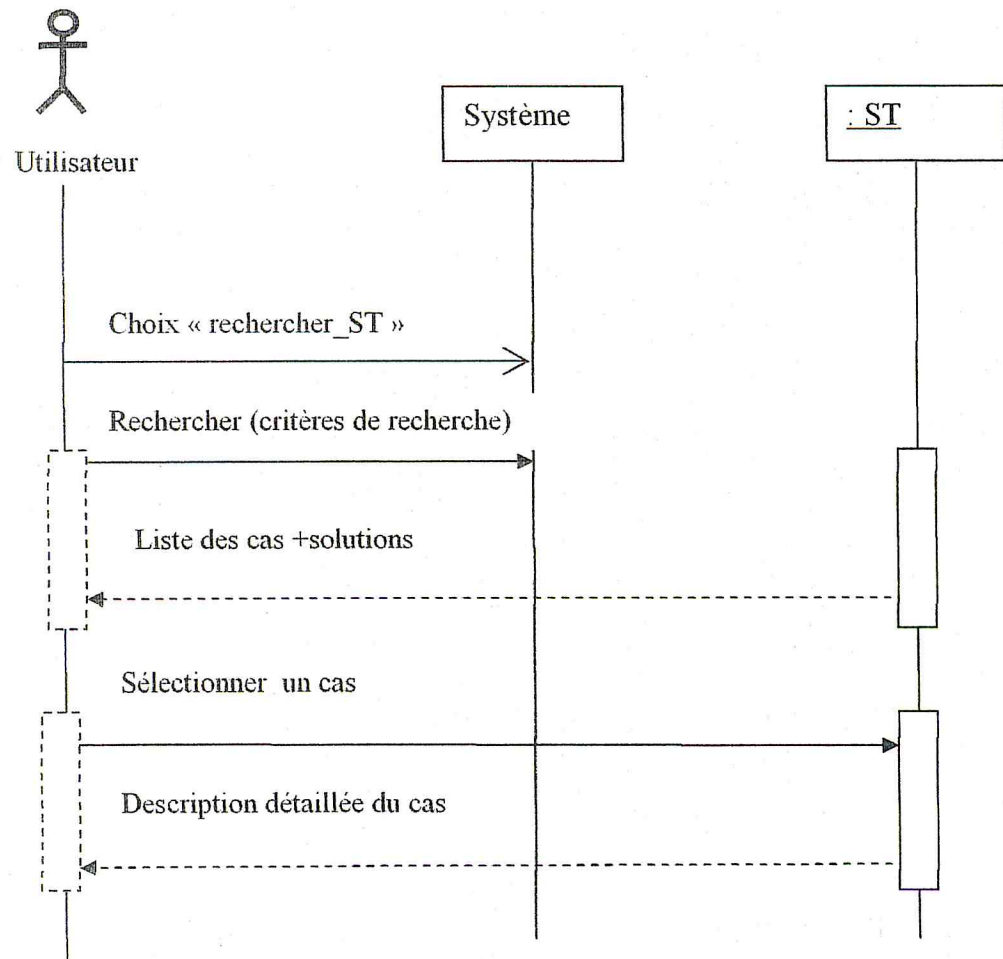 Système
: ST
Utilisateur
Choix « rechercher_ST »
Rechercher (critères de recherche)
Liste des cas +solutions
Sélectionner un cas
Description détaillée du cas